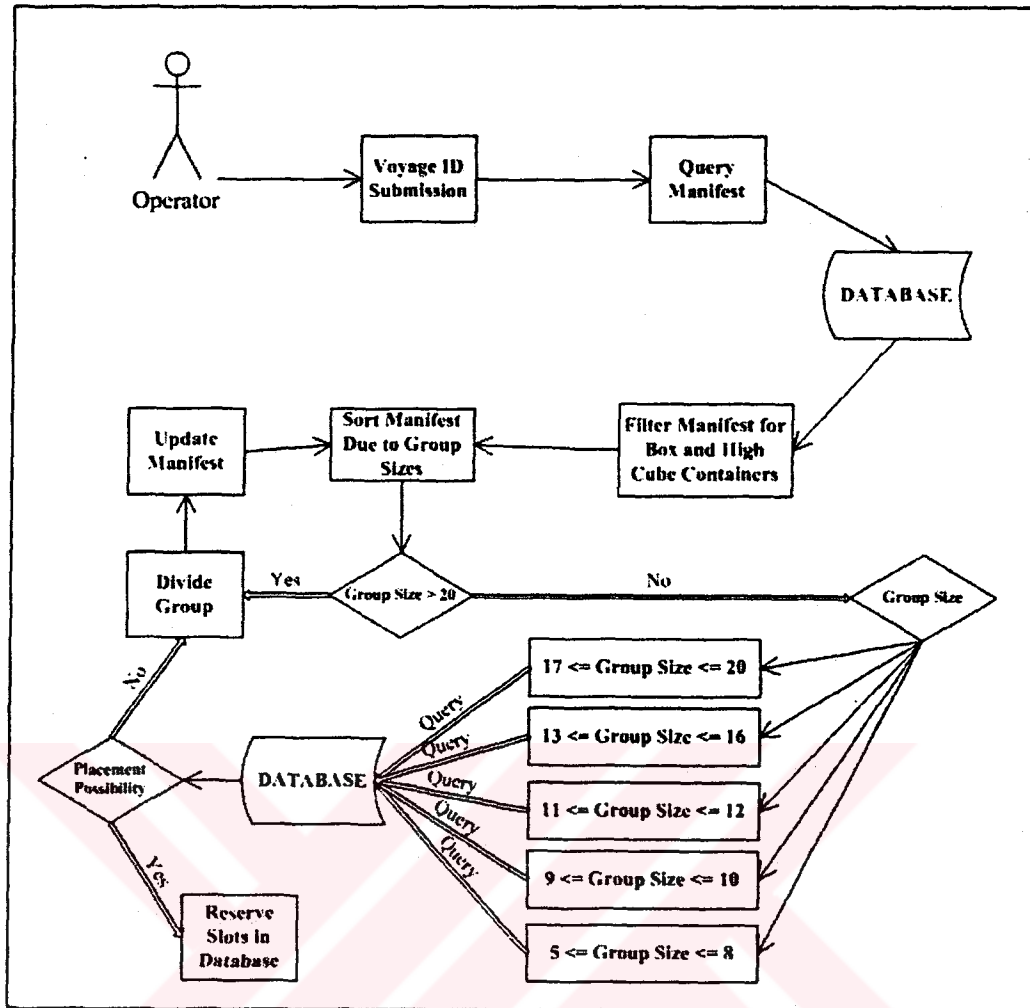 Operator
Voyage ID
Submission
Query
Manifest
DATABASE
Update
Manifest
Sort Manifest
Due to Group
Sizes
Filter Manifest for
Box and High
Cube Containers
Divide
Group
Yes
Group Size > 20
No
Group Size
17 <= Group Size <= 20
Query
13 <= Group Size <= 16
Query
11 <= Group Size <= 12
Query
9 <= Group Size <= 10
Query
5 <= Group Size <= 8
Query
DATABASE
No
Placement
Possibility
Yes
Reserve
Slots in
Database